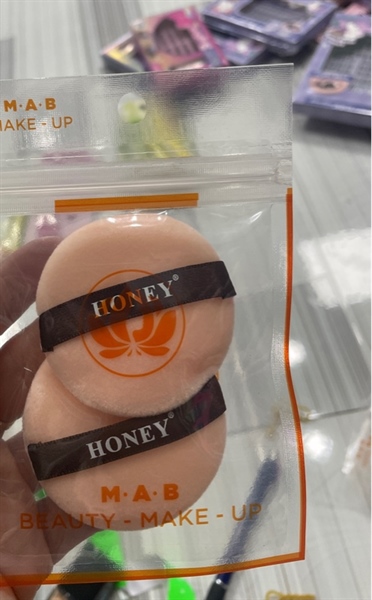 M·A·B
MAKE - UP
HONEY®
HONEY®
M·A·B
BEAUTY - MAKE - UP